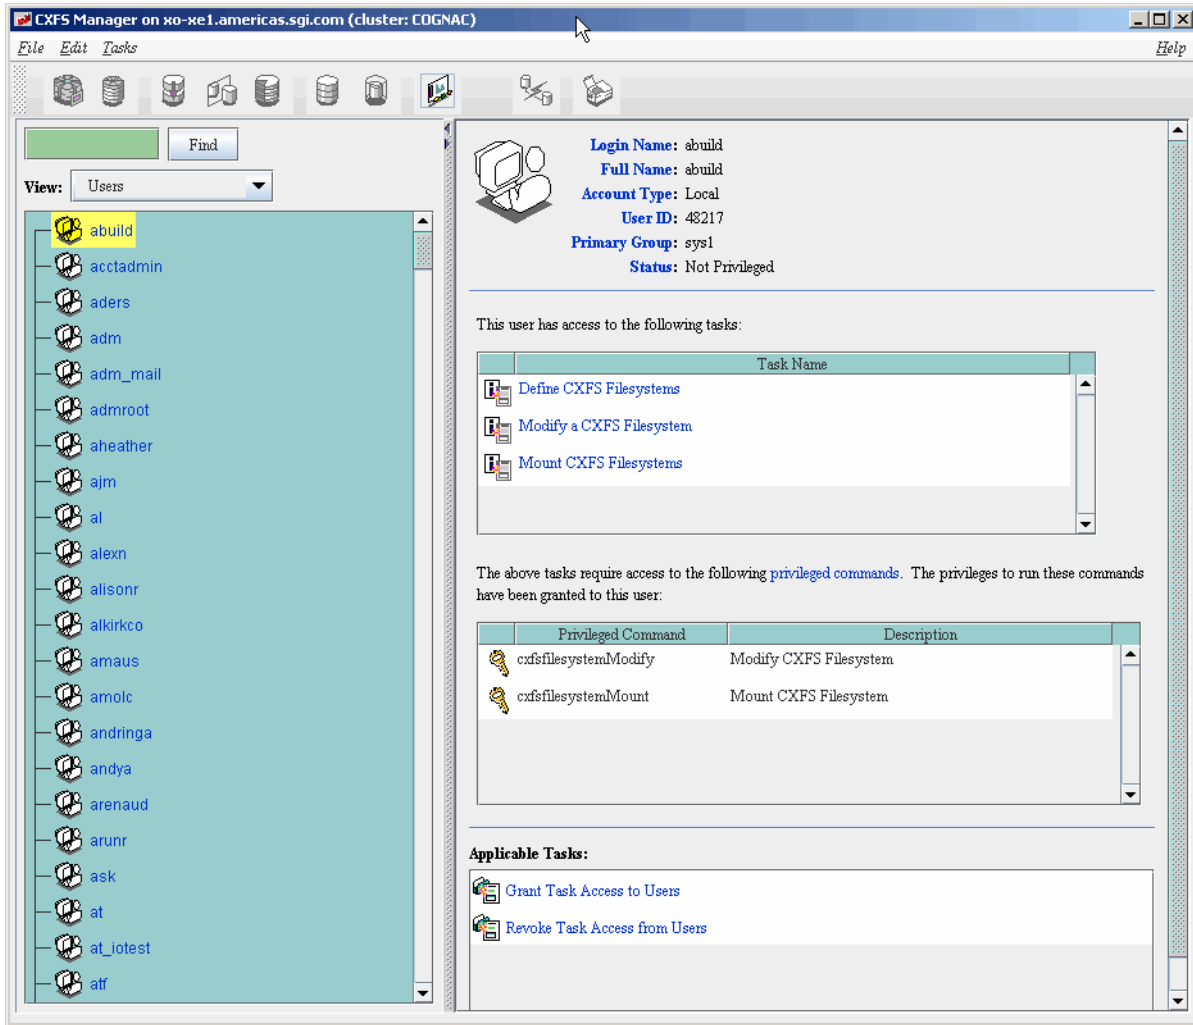 CXFS Manager on xo-xe1.americas.sgi.com (cluster: COGNAC)
File Edit Tasks Help
Find
View: Users
abuild
acctadmin
aders
adm
adm_mail
admroot
aheather
ajm
al
alexn
alisonr
alkirkco
amaus
amolc
andringa
andya
arenaud
arunr
ask
at
at_iotest
atf
Login Name: abuild
Full Name: abuild
Account Type: Local
User ID: 48217
Primary Group: sys1
Status: Not Privileged
This user has access to the following tasks:
Task Name
Define CXFS Filesystems
Modify a CXFS Filesystem
Mount CXFS Filesystems
The above tasks require access to the following privileged commands. The privileges to run these commands
have been granted to this user:
Privileged Command Description
cxfsfilesystemModify Modify CXFS Filesystem
cxfsfilesystemMount Mount CXFS Filesystem
Applicable Tasks:
Grant Task Access to Users
Revoke Task Access from Users